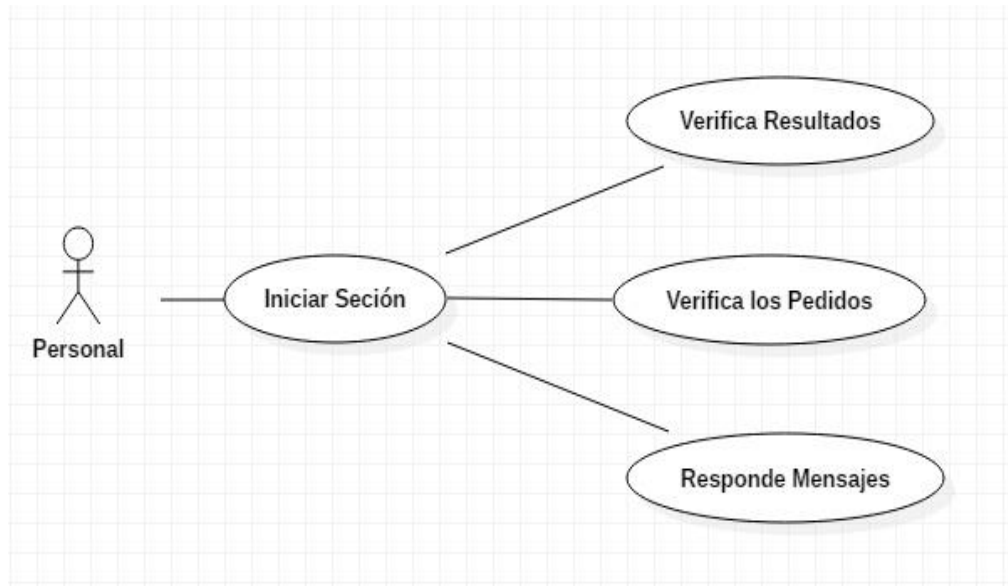 Verifica Resultados
Iniciar Seción
Verifica los Pedidos
Personal
Responde Mensajes